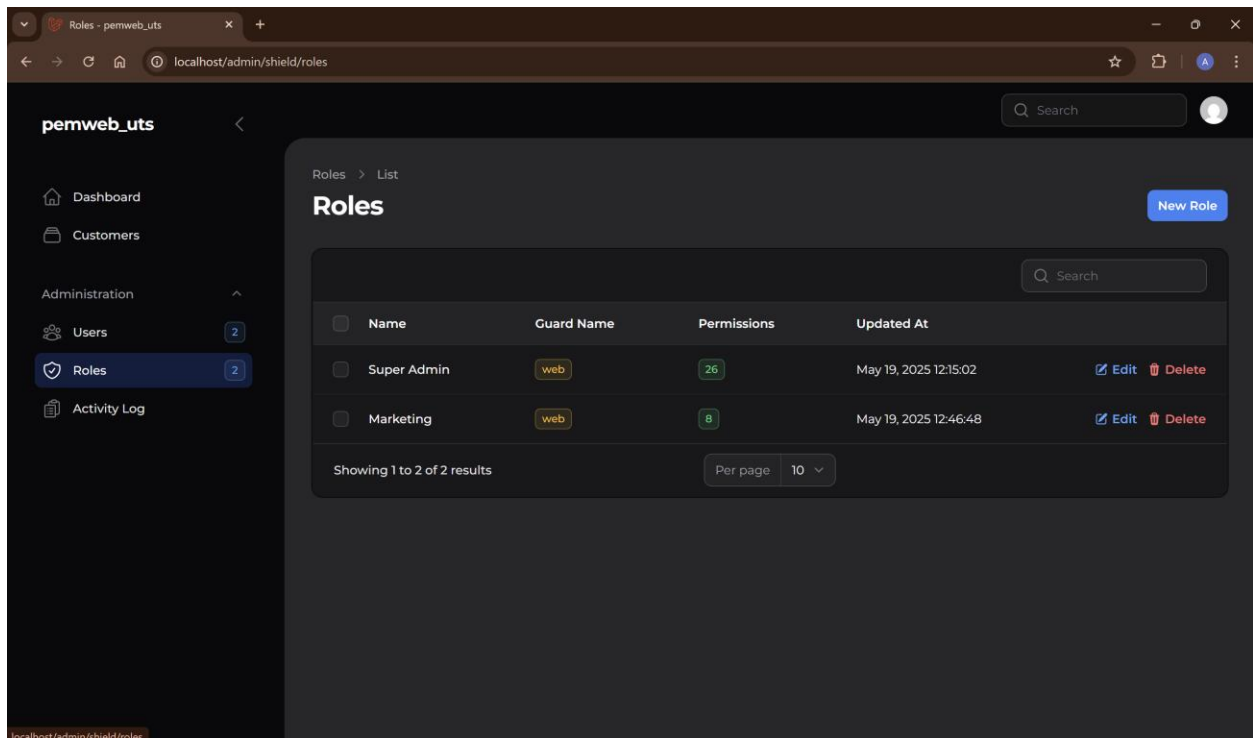 Roles - pemweb_uts
localhost/admin/shield/roles
A
pemweb_uts
Search
Dashboard
Customers
Administration
Users 2
Roles 2
Activity Log
Roles > List
Roles
New Role
Search
Name Guard Name Permissions Updated At
Super Admin web 26 May 19, 2025 12:15:02 Edit Delete
Marketing web 8 May 19, 2025 12:46:48 Edit Delete
Showing 1 to 2 of 2 results Per page 10
localhost/admin/shield/roles